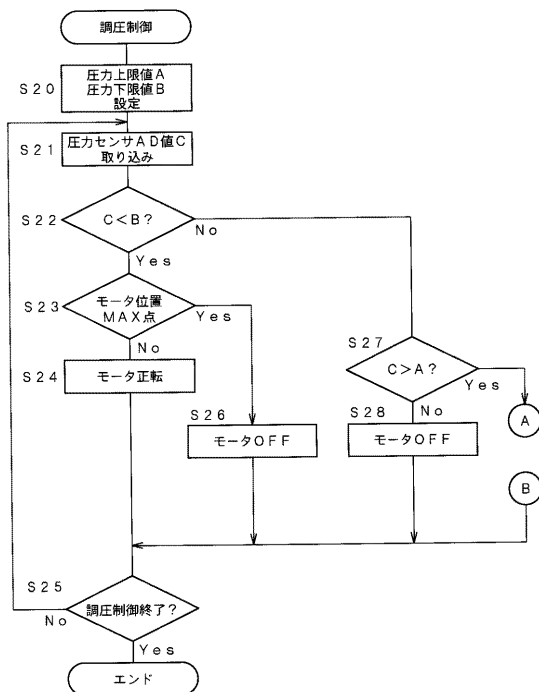 調圧制御
S20
圧力上限値A
圧力下限値B
設定
S21
圧力センサAD値C
取り込み
S22
C<B?
No
Yes
S23
モータ位置
MAX点
Yes
No
S24
モータ正転
S26
モータOFF
S27
C>A?
Yes
No
A
S28
モータOFF
B
S25
調圧制御終了?
No
Yes
エンド